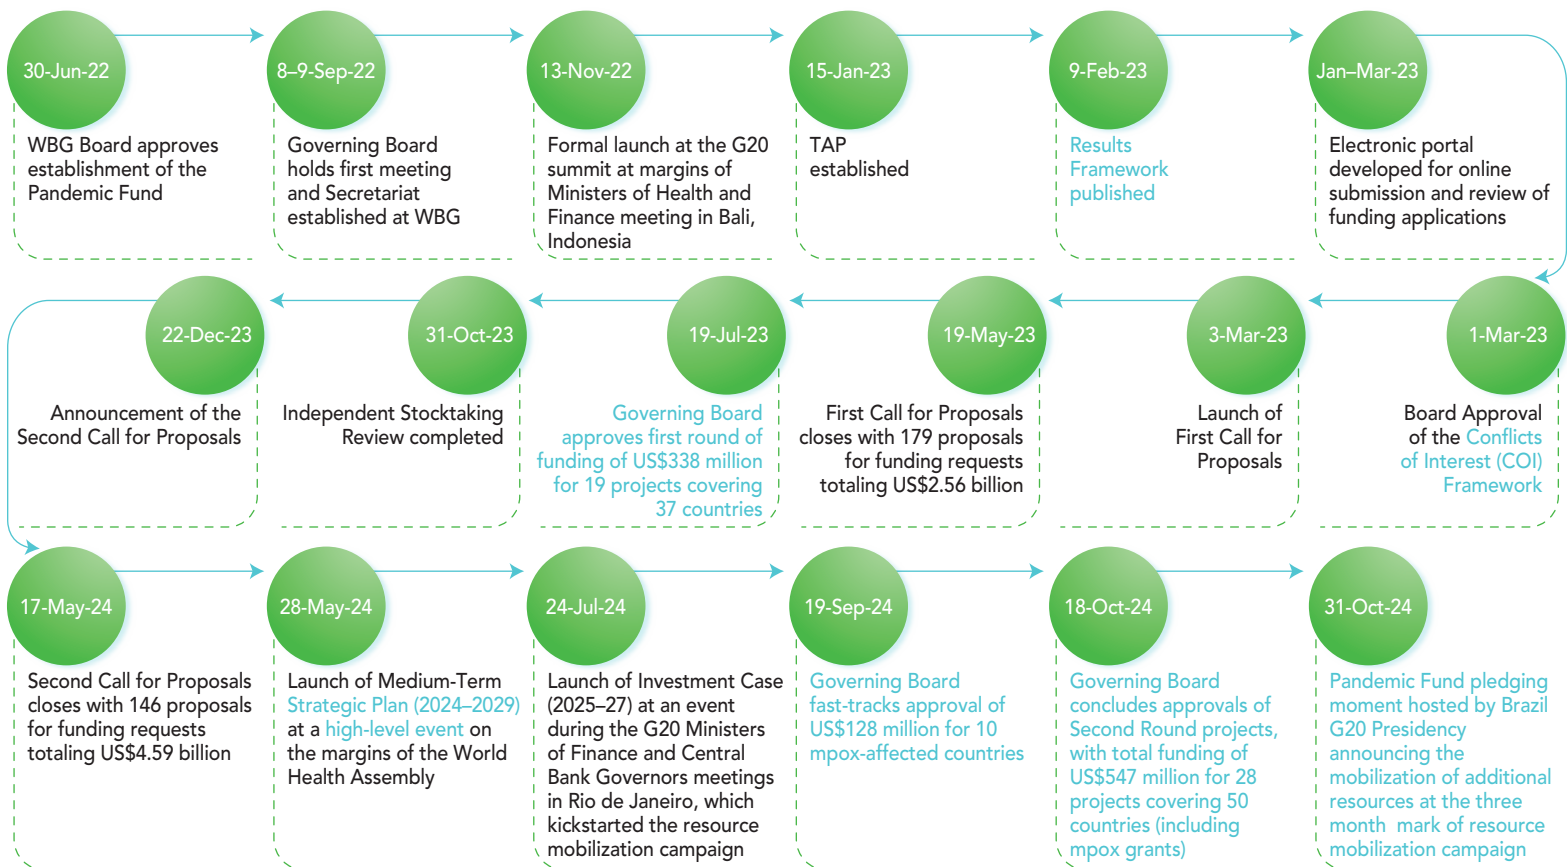 30-Jun-22
WBG Board approves
establishment of the
Pandemic Fund
8–9-Sep-22
Governing Board
holds first meeting
and Secretariat
established at WBG
13-Nov-22
Formal launch at the G20
summit at margins of
Ministers of Health and
Finance meeting in Bali,
Indonesia
15-Jan-23
TAP
established
9-Feb-23
Results
Framework
published
Jan–Mar-23
Electronic portal
developed for online
submission and review of
funding applications
1-Mar-23
Board Approval
of the Conflicts
of Interest (COI)
Framework
3-Mar-23
Launch of
First Call for
Proposals
19-May-23
First Call for Proposals
closes with 179 proposals
for funding requests
totaling US$2.56 billion
19-Jul-23
Governing Board
approves first round of
funding of US$338 million
for 19 projects covering
37 countries
31-Oct-23
Independent Stocktaking
Review completed
22-Dec-23
Announcement of the
Second Call for Proposals
17-May-24
Second Call for Proposals
closes with 146 proposals
for funding requests
totaling US$4.59 billion
28-May-24
Launch of Medium-Term
Strategic Plan (2024–2029)
at a high-level event on
the margins of the World
Health Assembly
24-Jul-24
Launch of Investment Case
(2025–27) at an event
during the G20 Ministers
of Finance and Central
Bank Governors meetings
in Rio de Janeiro, which
kickstarted the resource
mobilization campaign
19-Sep-24
Governing Board
fast-tracks approval of
US$128 million for 10
mpox-affected countries
18-Oct-24
Governing Board
concludes approvals of
Second Round projects,
with total funding of
US$547 million for 28
projects covering 50
countries (including
mpox grants)
31-Oct-24
Pandemic Fund pledging
moment hosted by Brazil
G20 Presidency
announcing the
mobilization of additional
resources at the three
month mark of resource
mobilization campaign